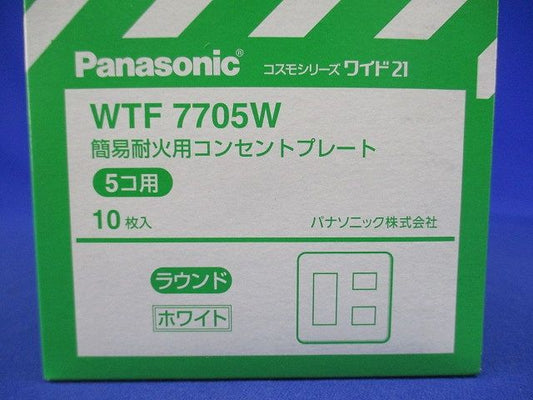 Panasonic® コスモシリーズ ワイド21
WTF 7705W
簡易耐火用コンセントプレート
5コ用
10枚入 パナソニック株式会社
ラウンド
ホワイト